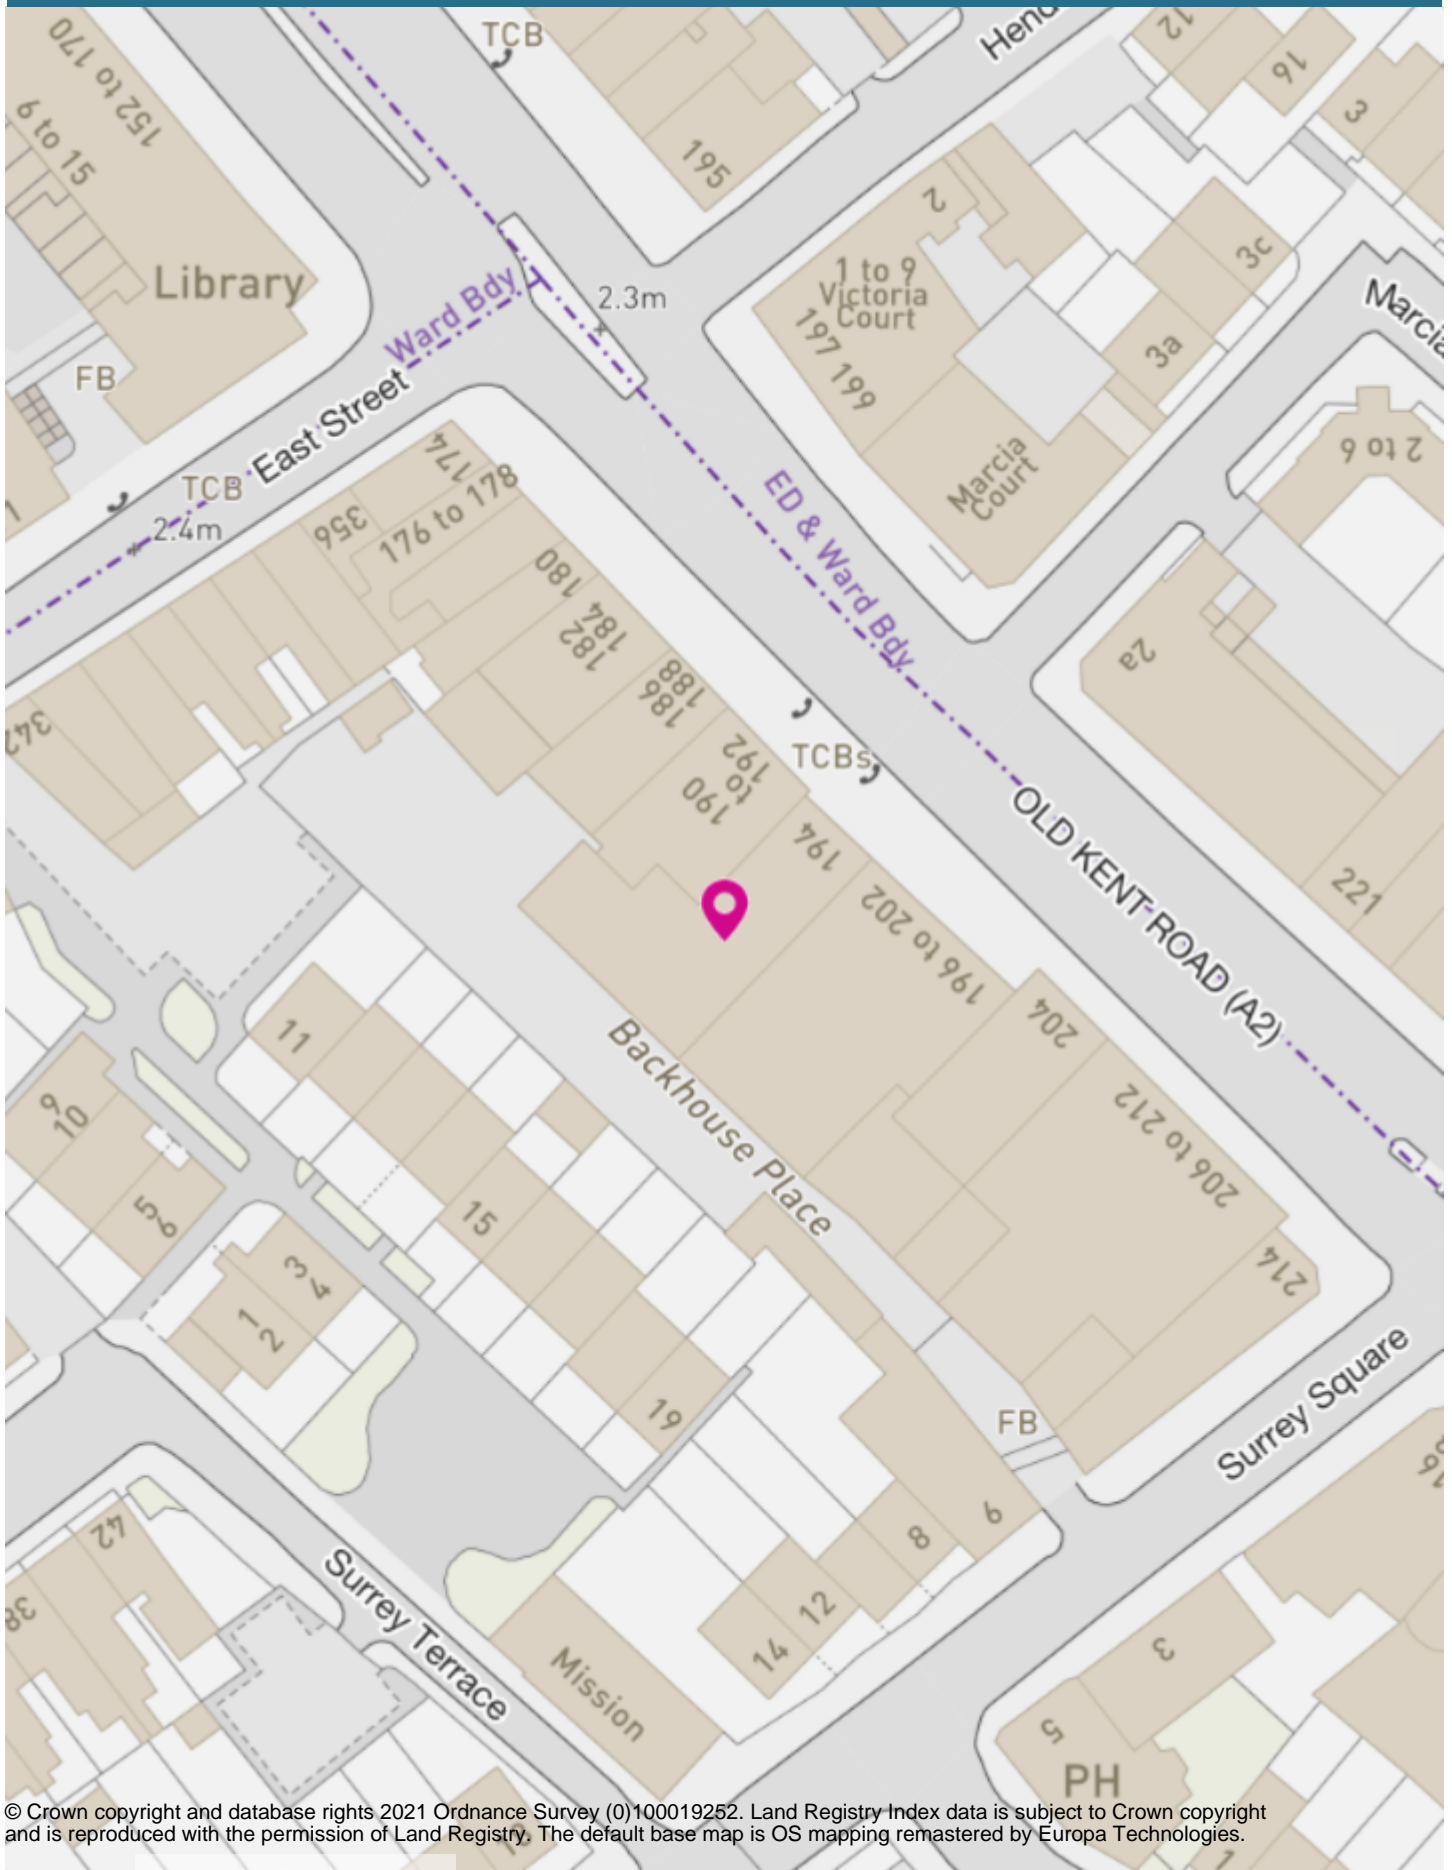 TCB
Hend
12
16
3
152 to 170
9 to 15
195
2
3c
Library
1 to 9
Victoria
Court
197 199
2.3m
Ward Bdy
Marcia
3a
FB
East Street
2 to 6
Marcia
Court
TCB
2.4m
1
174
176 to 178
356
180
ED & Ward Bdy
182
184
186
188
2a
342
TCBs
190
to
192
194
OLD KENT ROAD (A2)
221
196 to 202
204
206 to 212
214
Backhouse Place
11
9
10
5
6
15
3
4
1
2
19
FB
Surrey Square
6
8
12
14
42
38
Surrey Terrace
Mission
3
5
PH
1
© Crown copyright and database rights 2021 Ordnance Survey (0)100019252. Land Registry Index data is subject to Crown copyright
and is reproduced with the permission of Land Registry. The default base map is OS mapping remastered by Europa Technologies.